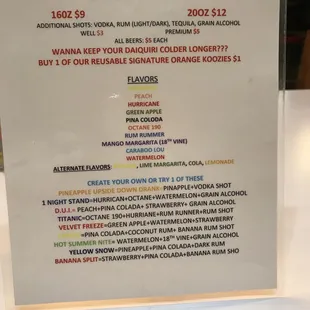 16OZ $9 20OZ $12
ADDITIONAL SHOTS: VODKA, RUM (LIGHT/DARK), TEQUILA, GRAIN ALCOHOL
WELL $3 PREMIUM $5
ALL BEERS: $5 EACH
WANNA KEEP YOUR DAIQUIRI COLDER LONGER???
BUY 1 OF OUR REUSABLE SIGNATURE ORANGE KOOZIES $1
FLAVORS
PEACH
HURRICANE
GREEN APPLE
PINA COLODA
OCTANE 190
RUM RUMMER
MANGO MARGARITA (18TH VINE)
CARABOO LOU
WATERMELON
ALTERNATE FLAVORS: , LIME MARGARITA, COLA, LEMONADE
CREATE YOUR OWN OR TRY 1 OF THESE
PINEAPPLE UPSIDE DOWN DRANK= PINAPPLE+VODKA SHOT
1 NIGHT STAND=HURRICAN+OCTANE+WATERMELON+GRAIN ALCOHOL
D.U.I.= PEACH+PINA COLADA+ STRAWBERRY+ GRAIN ALCOHOL
TITANIC=OCTANE 190+HURRIANE+RUM RUNNER+RUM SHOT
VELVET FREEZE=GREEN APPLE+WATERMELON+STRAWBERRY
=PINA COLADA+COCONUT RUM+ BANANA RUM SHOT
HOT SUMMER NITE= WATERMELON+18TH VINE+GRAIN ALCOHOL
YELLOW SNOW=PINEAPPLE+PINA COLADA+DARK RUM
BANANA SPLIT=STRAWBERRY+PINA COLADA+BANANA RUM SHO